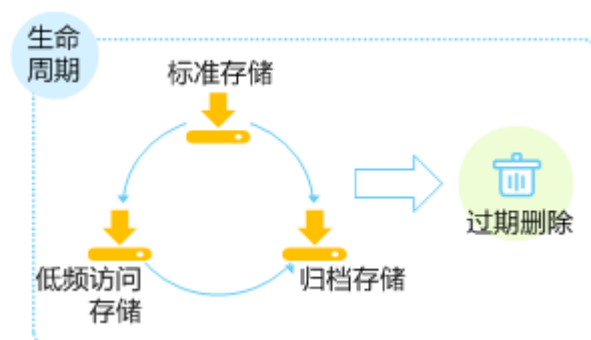 生命
周期
标准存储
过期删除
低频访问
存储
归档存储